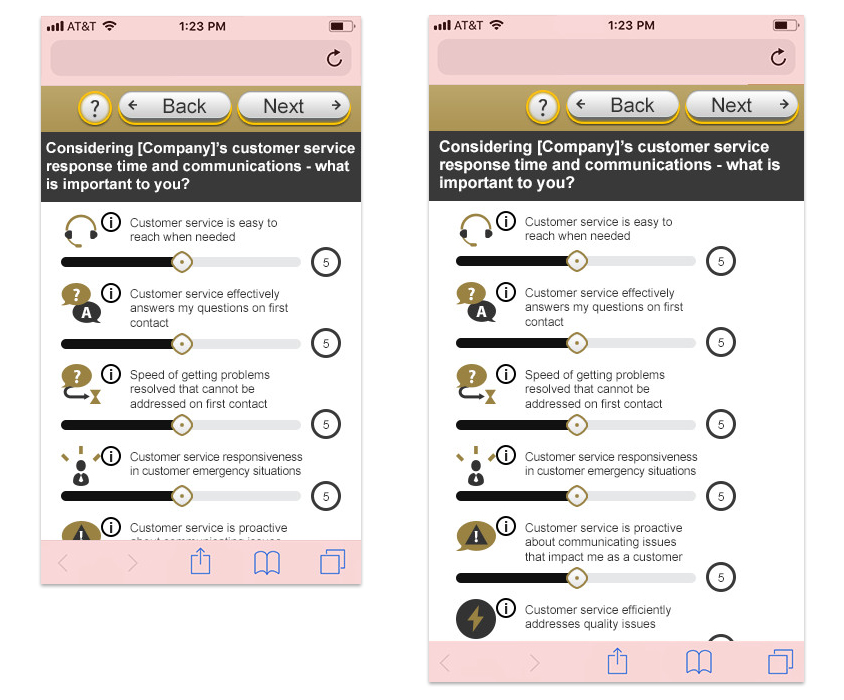 AT&T 1:23 PM
? Back Next
Considering [Company]'s customer service
response time and communications - what
is important to you?
i Customer service is easy to
reach when needed
5
? A i Customer service effectively
answers my questions on first
contact
5
? i Speed of getting problems
resolved that cannot be
addressed on first contact
5
i Customer service responsiveness
in customer emergency situations
5
! i Customer service is proactive
about communicating issues
AT&T 1:23 PM
? Back Next
Considering [Company]'s customer service
response time and communications - what is
important to you?
i Customer service is easy to
reach when needed
5
? A i Customer service effectively
answers my questions on first
contact
5
? i Speed of getting problems
resolved that cannot be
addressed on first contact
5
i Customer service responsiveness
in customer emergency situations
5
! i Customer service is proactive
about communicating issues
that impact me as a customer
5
i Customer service efficiently
addresses quality issues